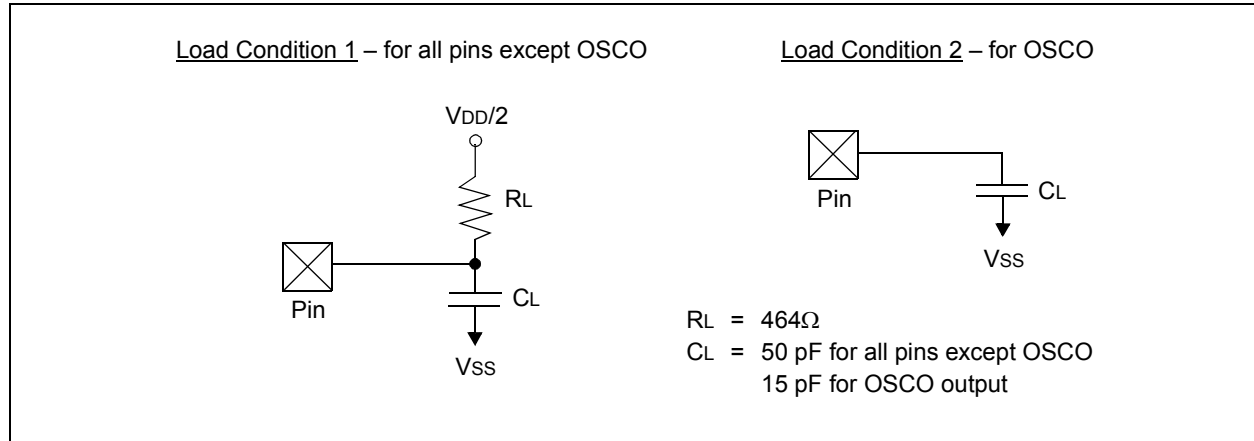 Load Condition 1 – for all pins except OSCO
VDD/2
RL
Pin
CL
VSS
Load Condition 2 – for OSCO
Pin
CL
VSS
RL = 464Ω
CL = 50 pF for all pins except OSCO
15 pF for OSCO output